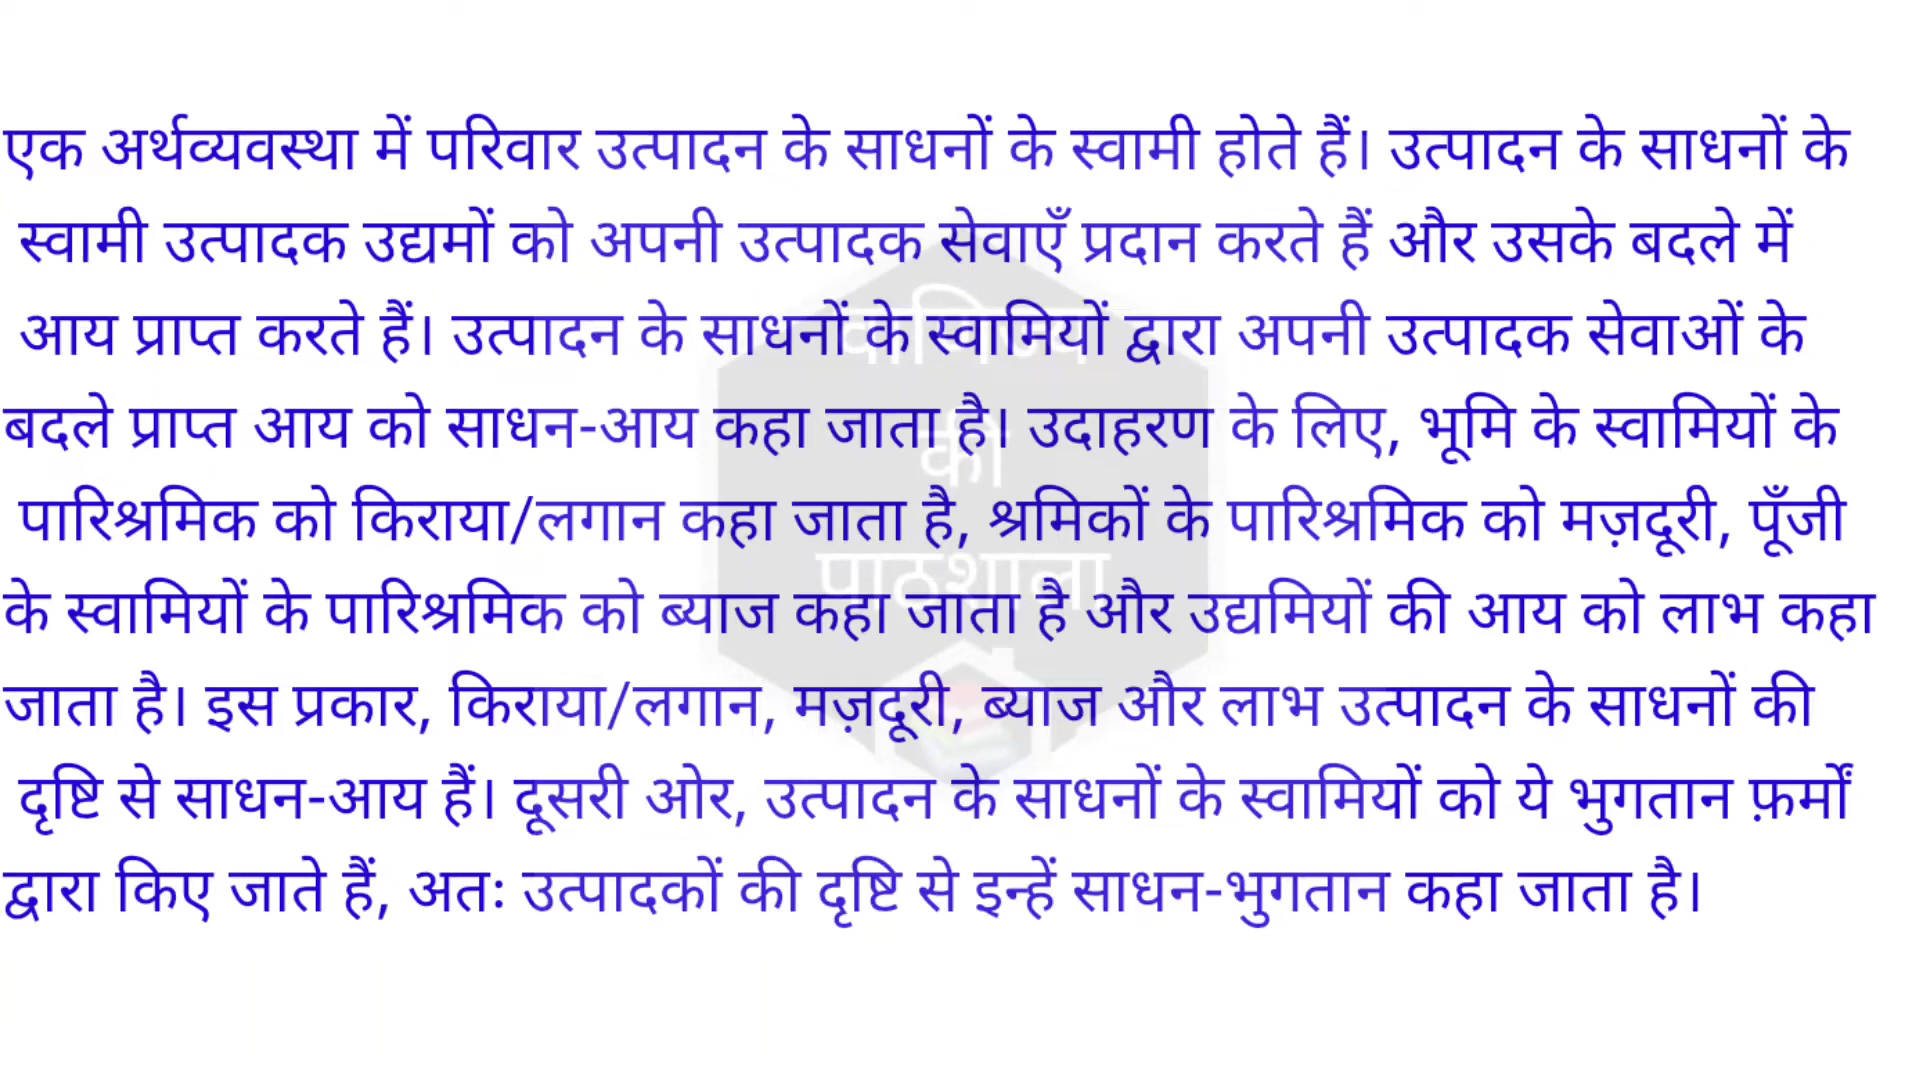 एक अर्थव्यवस्था में परिवार उत्पादन के साधनों के स्वामी होते हैं। उत्पादन के साधनों के
स्वामी उत्पादक उद्यमों को अपनी उत्पादक सेवाएँ प्रदान करते हैं और उसके बदले में
आय प्राप्त करते हैं। उत्पादन के साधनों के स्वामियों द्वारा अपनी उत्पादक सेवाओं के
बदले प्राप्त आय को साधन-आय कहा जाता है। उदाहरण के लिए, भूमि के स्वामियों के
पारिश्रमिक को किराया/लगान कहा जाता है, श्रमिकों के पारिश्रमिक को मज़दूरी, पूँजी
के स्वामियों के पारिश्रमिक को ब्याज कहा जाता है और उद्यमियों की आय को लाभ कहा
जाता है। इस प्रकार, किराया/लगान, मज़दूरी, ब्याज और लाभ उत्पादन के साधनों की
दृष्टि से साधन-आय हैं। दूसरी ओर, उत्पादन के साधनों के स्वामियों को ये भुगतान फ़र्मों
द्वारा किए जाते हैं, अतः उत्पादकों की दृष्टि से इन्हें साधन-भुगतान कहा जाता है।
वाणिज्य
की
पाठशाला